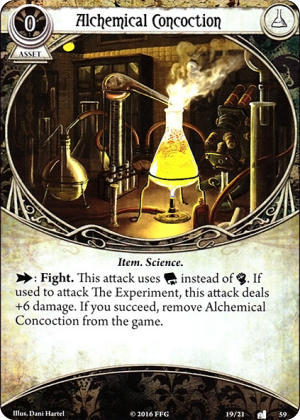 Alchemical Concoction
0
ASSET
Item. Science.
: Fight. This attack uses instead of . If
used to attack The Experiment, this attack deals
+6 damage. If you succeed, remove Alchemical
Concoction from the game.
Illus. Dani Hartel
© 2016 FFG
19/21
59